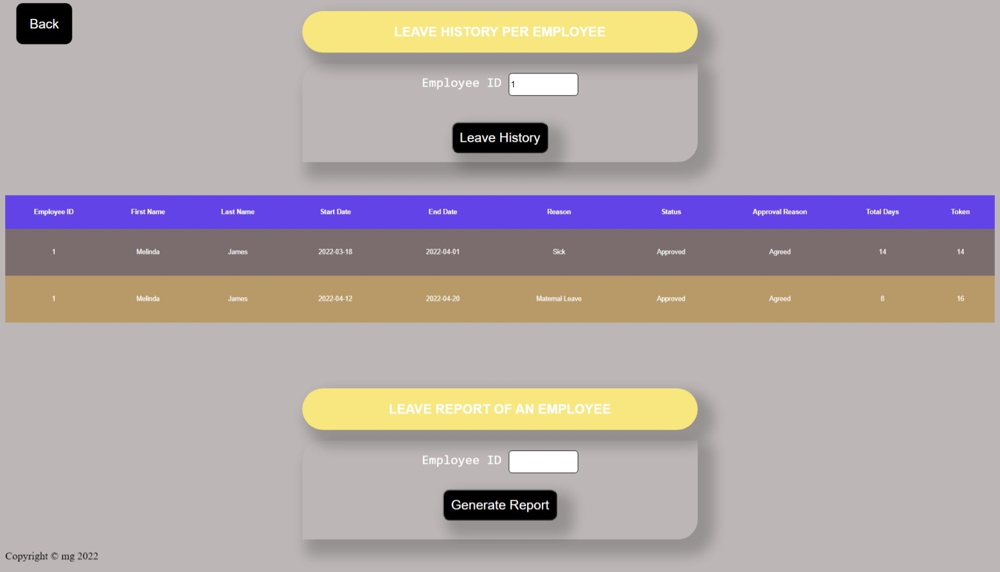 Back
LEAVE HISTORY PER EMPLOYEE
Employee ID 1
Leave History
Employee ID First Name Last Name Start Date End Date Reason Status Approval Reason Total Days Token
1 Melinda James 2022-03-18 2022-04-01 Sick Approved Agreed 14 14
1 Melinda James 2022-04-12 2022-04-20 Maternal Leave Approved Agreed 8 16
LEAVE REPORT OF AN EMPLOYEE
Employee ID
Generate Report
Copyright © mg 2022